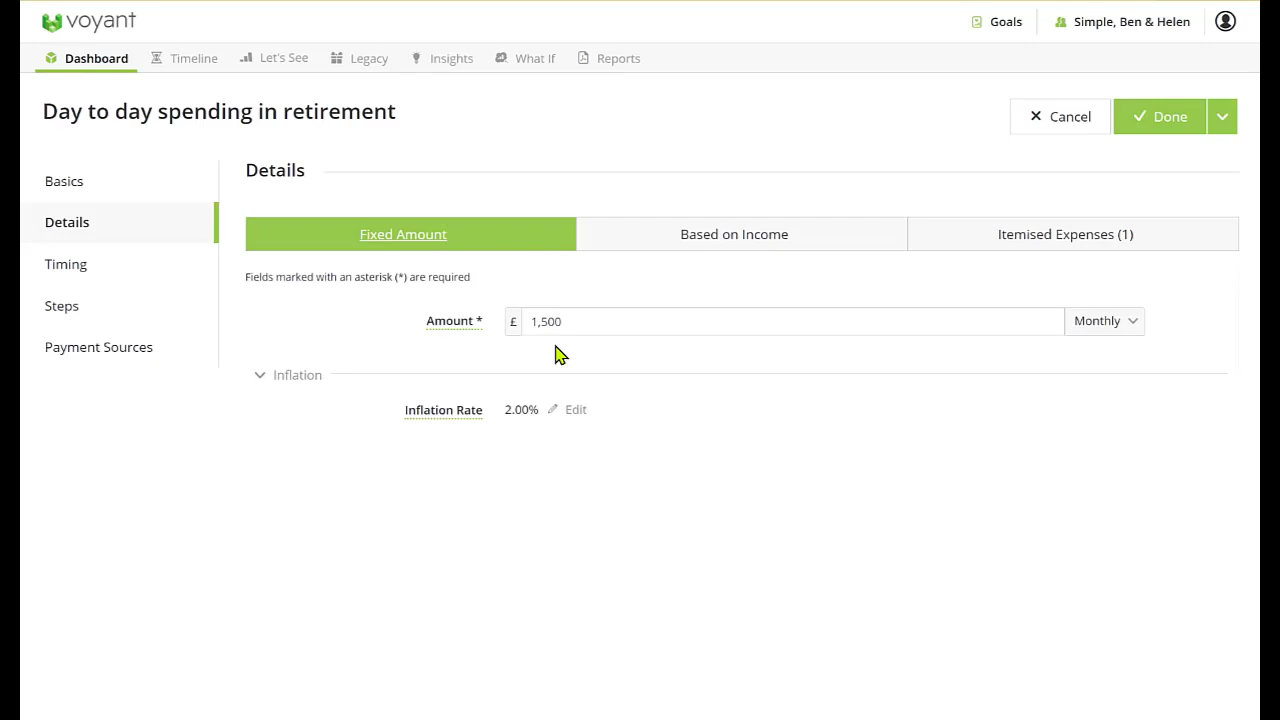 voyant
Goals
Simple, Ben & Helen
Dashboard
Timeline
Let's See
Legacy
Insights
What If
Reports
Day to day spending in retirement
Cancel
Done
Basics
Details
Timing
Steps
Payment Sources
Details
Fixed Amount
Based on Income
Itemised Expenses (1)
Fields marked with an asterisk (*) are required
Amount * £ 1,500 Monthly
Inflation
Inflation Rate 2.00% Edit